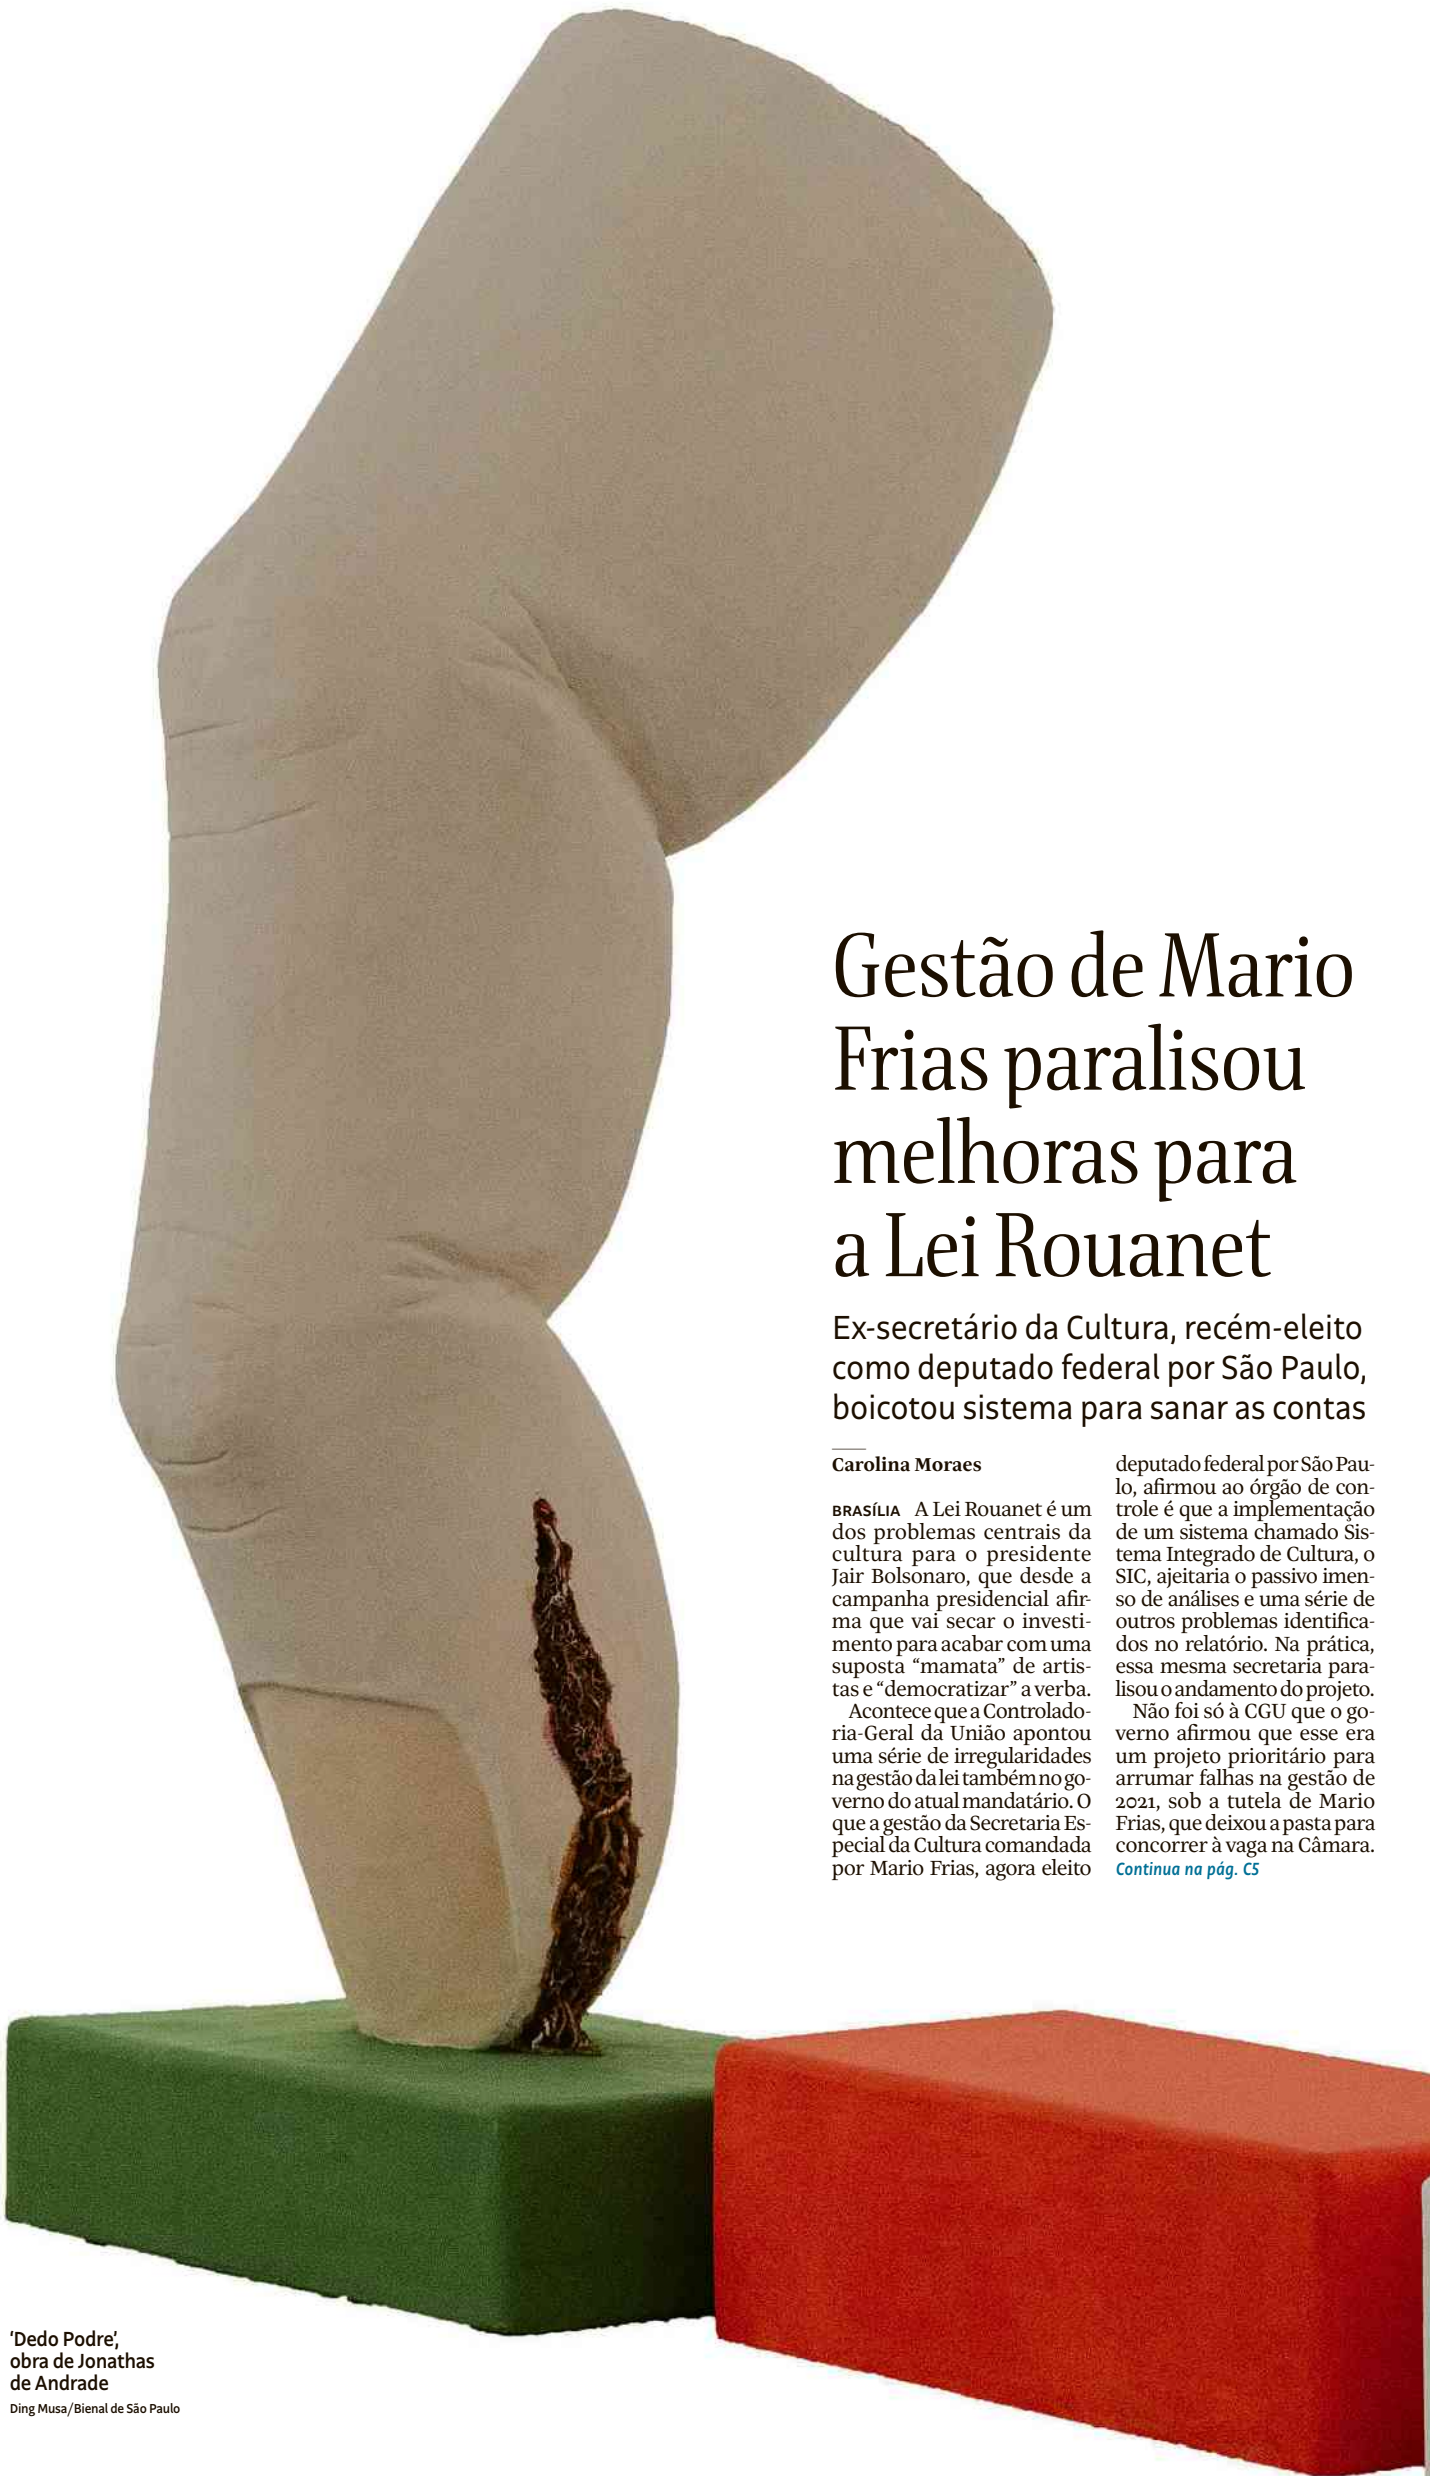 Gestão de Mario
Frias paralisou
melhoras para
a Lei Rouanet
Ex-secretário da Cultura, recém-eleito
como deputado federal por São Paulo,
boicotou sistema para sanar as contas
Carolina Moraes
BRASÍLIA A Lei Rouanet é um
dos problemas centrais da
cultura para o presidente
Jair Bolsonaro, que desde a
campanha presidencial afir-
ma que vai secar o investi-
mento para acabar com uma
suposta “mamata” de artis-
tas e “democratizar” a verba.
Acontece que a Controlado-
ria-Geral da União apontou
uma série de irregularidades
na gestão da lei também no go-
verno do atual mandatário. O
que a gestão da Secretaria Es-
pecial da Cultura comandada
por Mario Frias, agora eleito
deputado federal por São Pau-
lo, afirmou ao órgão de con-
trole é que a implementação
de um sistema chamado Sis-
tema Integrado de Cultura, o
SIC, ajeitaria o passivo imen-
so de análises e uma série de
outros problemas identifica-
dos no relatório. Na prática,
essa mesma secretaria para-
lisou o andamento do projeto.
Não foi só à CGU que o go-
verno afirmou que esse era
um projeto prioritário para
arrumar falhas na gestão de
2021, sob a tutela de Mario
Frias, que deixou a pasta para
concorrer à vaga na Câmara.
Continua na pág. C5
‘Dedo Podre’,
obra de Jonathas
de Andrade
Ding Musa/Bienal de São Paulo